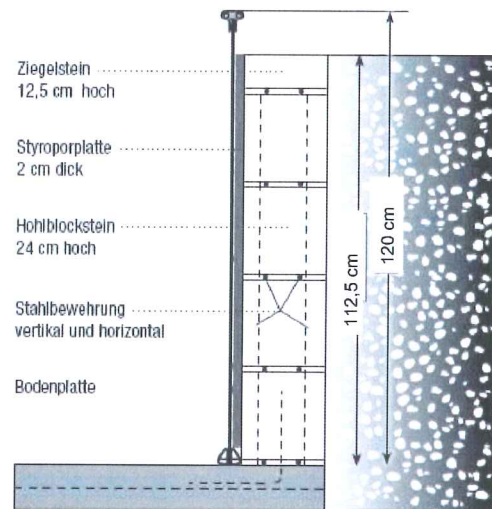 Ziegelstein
12,5 cm hoch
Styroporplatte
2 cm dick
Hohlblockstein
24 cm hoch
Stahlbewehrung
vertikal und horizontal
Bodenplatte
112,5 cm
120 cm